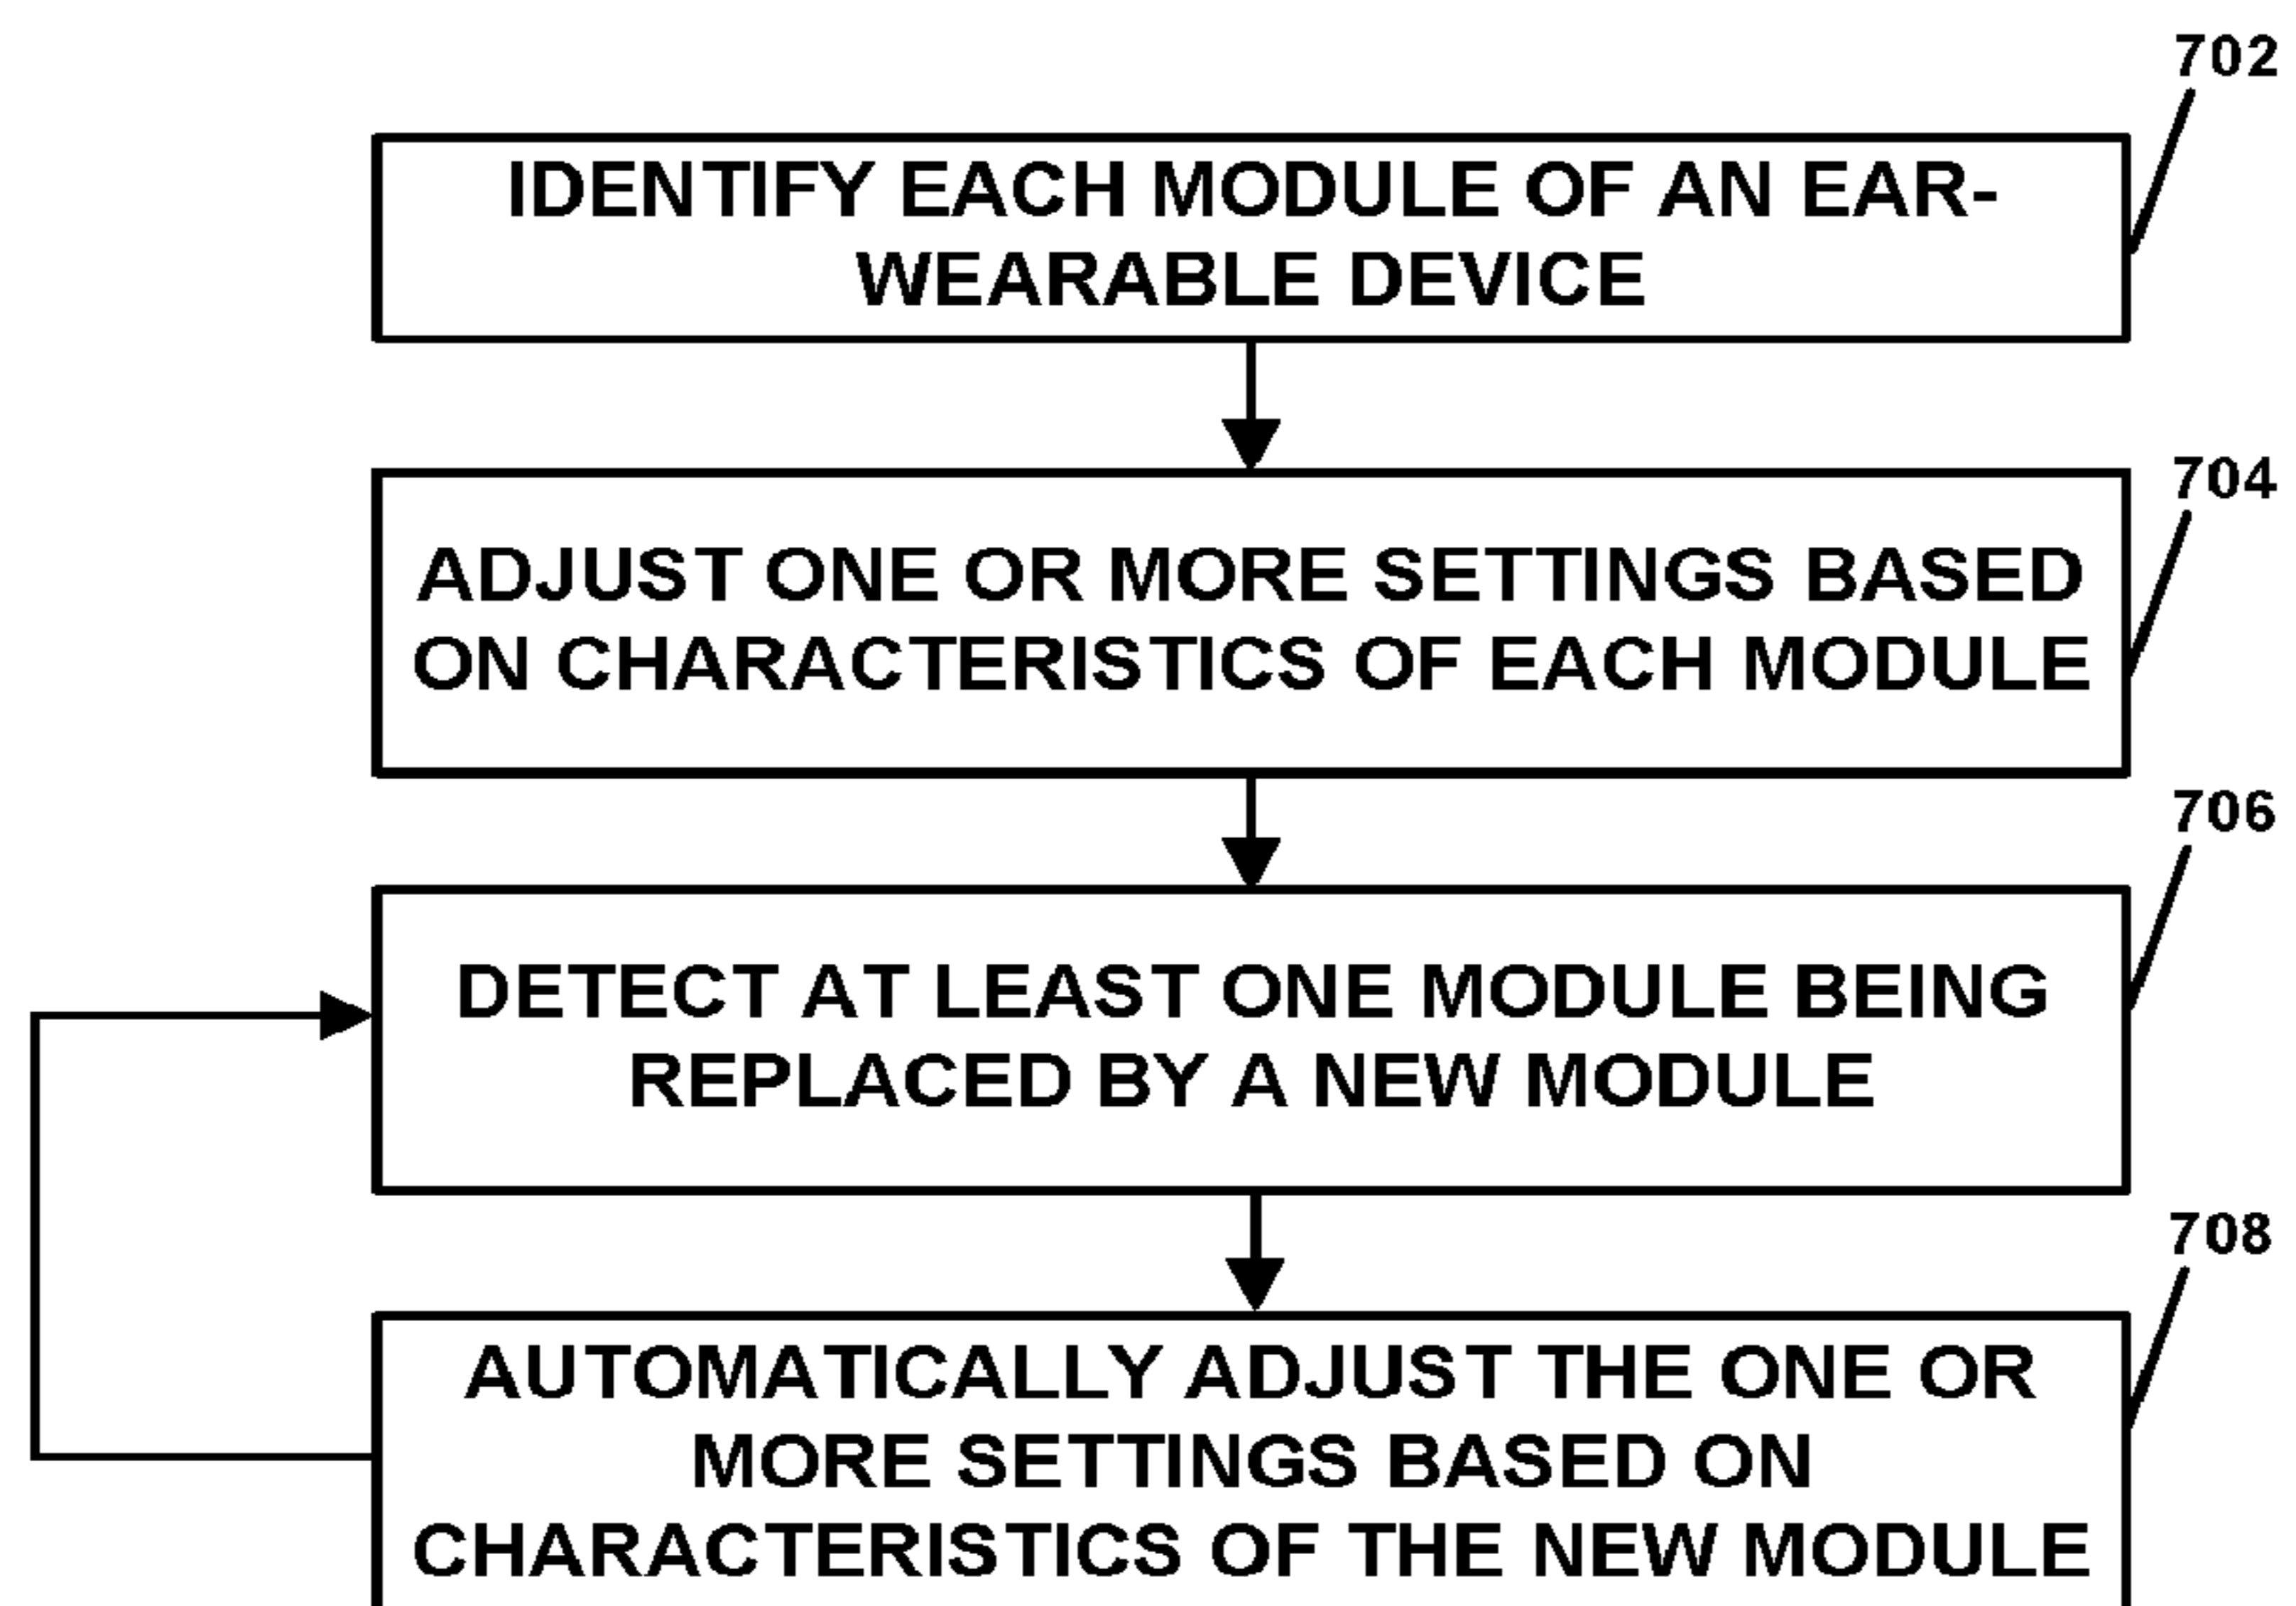 702
IDENTIFY EACH MODULE OF AN EAR-
WEARABLE DEVICE
704
ADJUST ONE OR MORE SETTINGS BASED
ON CHARACTERISTICS OF EACH MODULE
706
DETECT AT LEAST ONE MODULE BEING
REPLACED BY A NEW MODULE
708
AUTOMATICALLY ADJUST THE ONE OR
MORE SETTINGS BASED ON
CHARACTERISTICS OF THE NEW MODULE